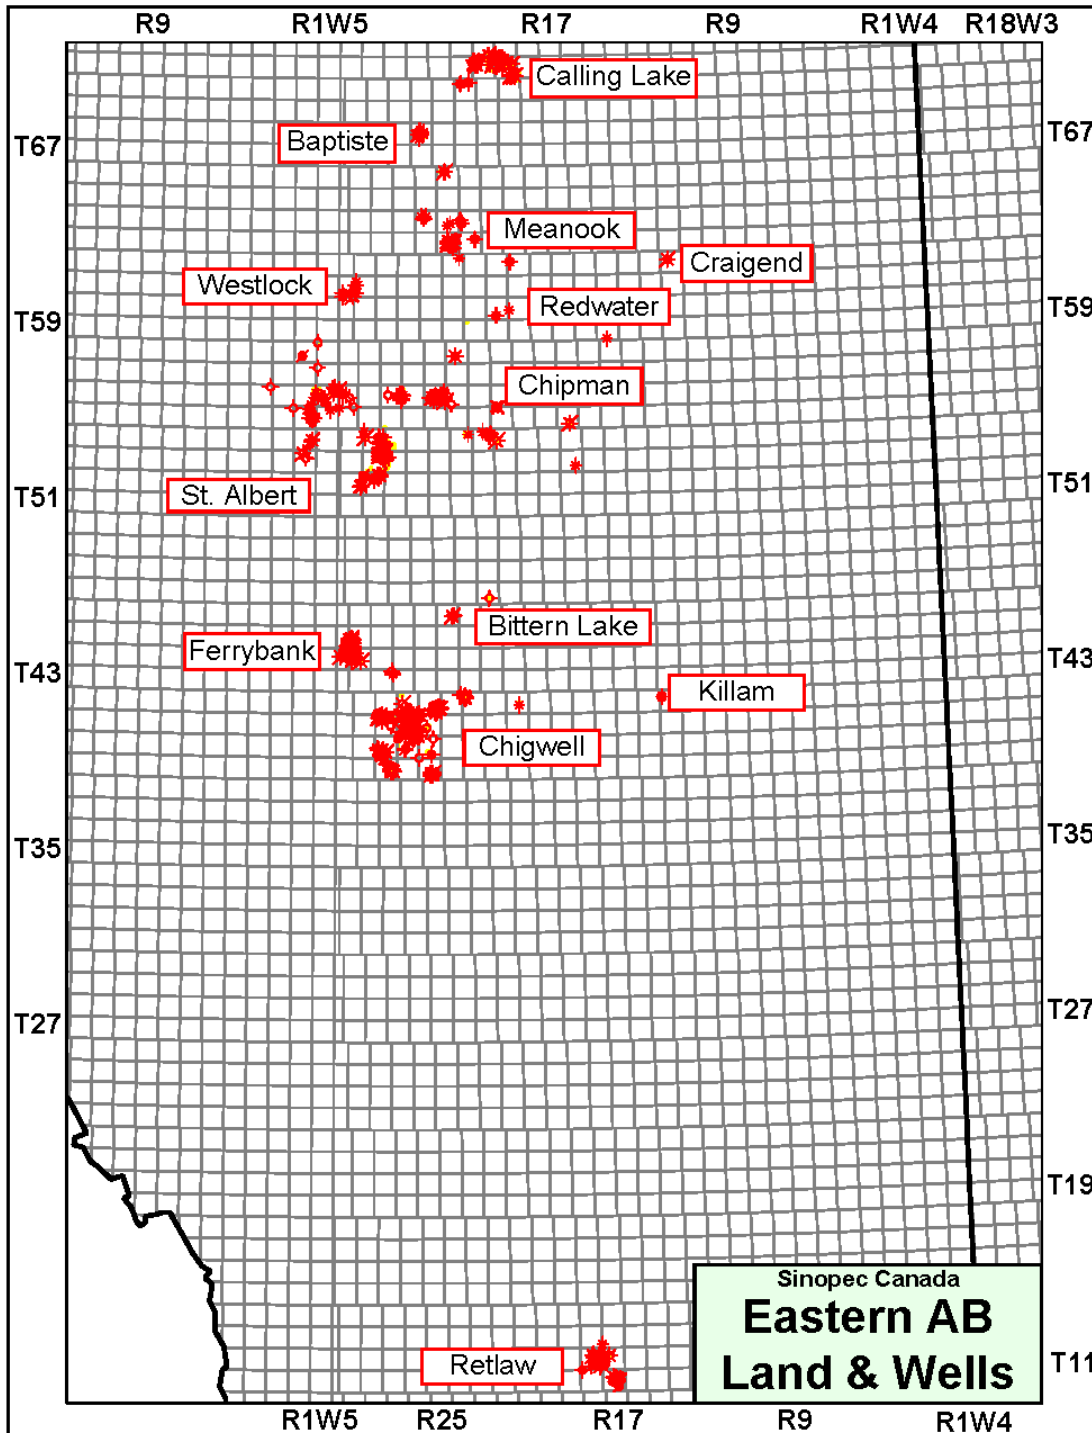 R9 R1W5 R17 R9 R1W4 R18W3
Calling Lake
T67 Baptiste T67
Meanook
Craigend
Westlock
Redwater
T59 T59
Chipman
St. Albert
T51 T51
Bittern Lake
Ferrybank
T43 T43
Killam
Chigwell
T35 T35
T27 T27
T19
Sinopec Canada
Eastern AB
Land & Wells
Retlaw
T11
R1W5 R25 R17 R9 R1W4